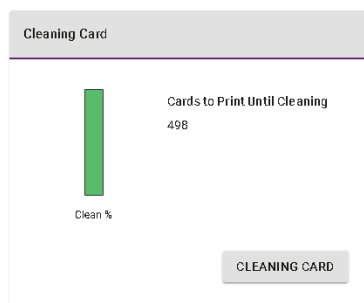 Cleaning Card
Cards to Print Until Cleaning
498
Clean %
CLEANING CARD